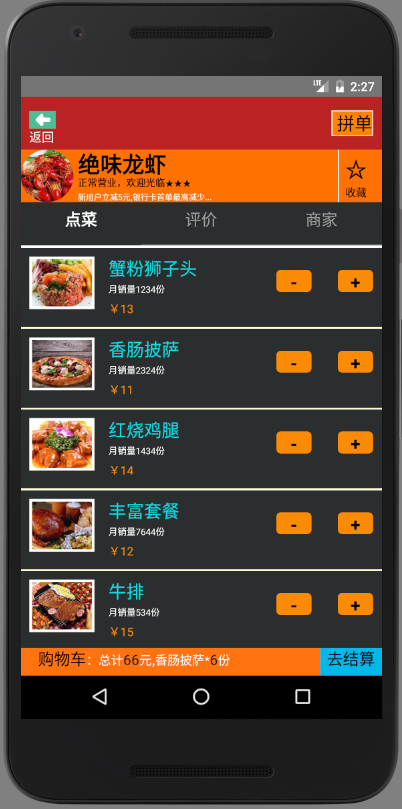 LTE 2:27
返回
拼单
绝味龙虾
正常营业，欢迎光临★★★
新用户立减5元,银行卡首单最高减少...
☆
收藏
点菜 评价 商家
蟹粉狮子头
月销量1234份
- +
￥13
香肠披萨
月销量2324份
- +
￥11
红烧鸡腿
月销量1434份
- +
￥14
丰富套餐
月销量7644份
- +
￥12
牛排
月销量534份
- +
￥15
购物车：总计66元,香肠披萨*6份 去结算